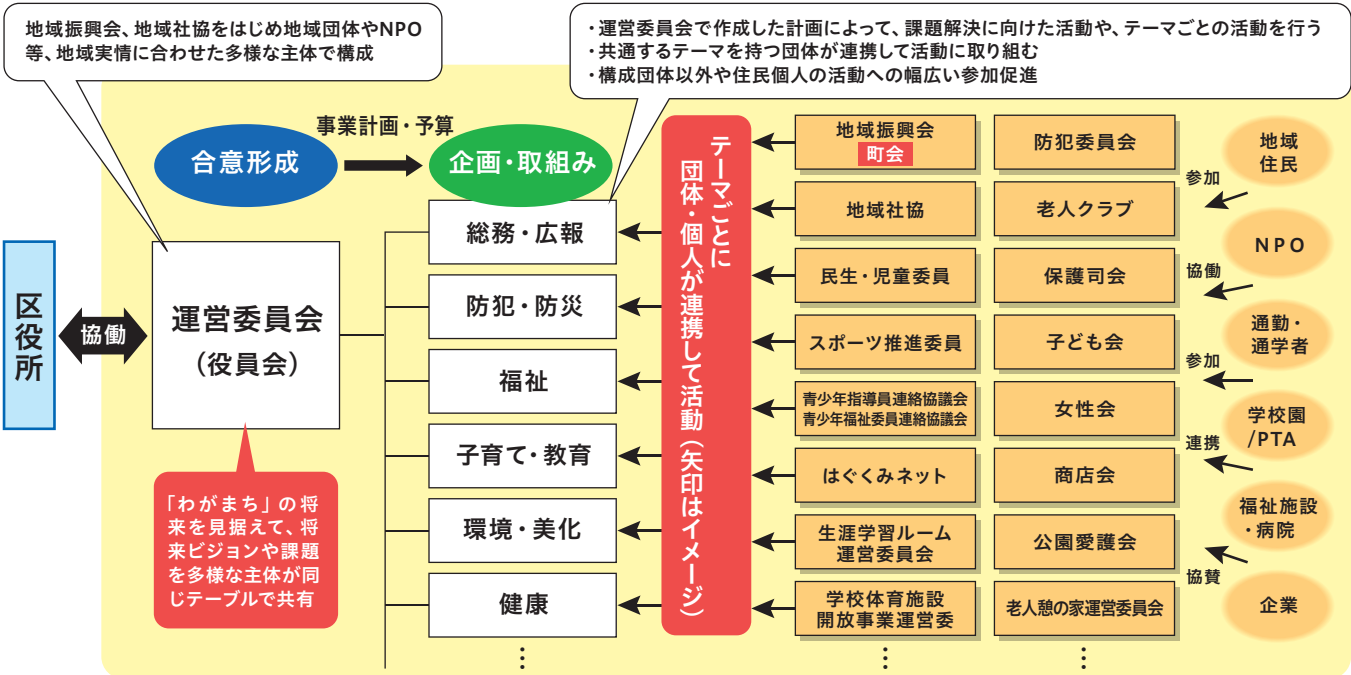 地域振興会、地域社協をはじめ地域団体やNPO
等、地域実情に合わせた多様な主体で構成
・運営委員会で作成した計画によって、課題解決に向けた活動や、テーマごとの活動を行う
・共通するテーマを持つ団体が連携して活動に取り組む
・構成団体以外や住民個人の活動への幅広い参加促進
合意形成
事業計画・予算
企画・取組み
区役所
協働
運営委員会
（役員会）
「わがまち」の将
来を見据えて、将
来ビジョンや課題
を多様な主体が同
じテーブルで共有
総務・広報
防犯・防災
福祉
子育て・教育
環境・美化
健康
⋮
テーマごとに
団体・個人が連携して活動（矢印はイメージ）
地域振興会
町会
地域社協
民生・児童委員
スポーツ推進委員
青少年指導員連絡協議会
青少年福祉委員連絡協議会
はぐくみネット
生涯学習ルーム
運営委員会
学校体育施設
開放事業運営委
⋮
防犯委員会
老人クラブ
保護司会
子ども会
女性会
商店会
公園愛護会
老人憩の家運営委員会
⋮
参加
協働
参加
連携
協賛
地域
住民
NPO
通勤・
通学者
学校園
/PTA
福祉施設
・病院
企業